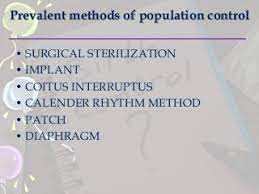 Prevalent methods of population control
• SURGICAL STERILIZATION
• IMPLANT
• COITUS INTERRUPTUS
• CALENDER RHYTHM METHOD
• PATCH
• DIAPHRAGM